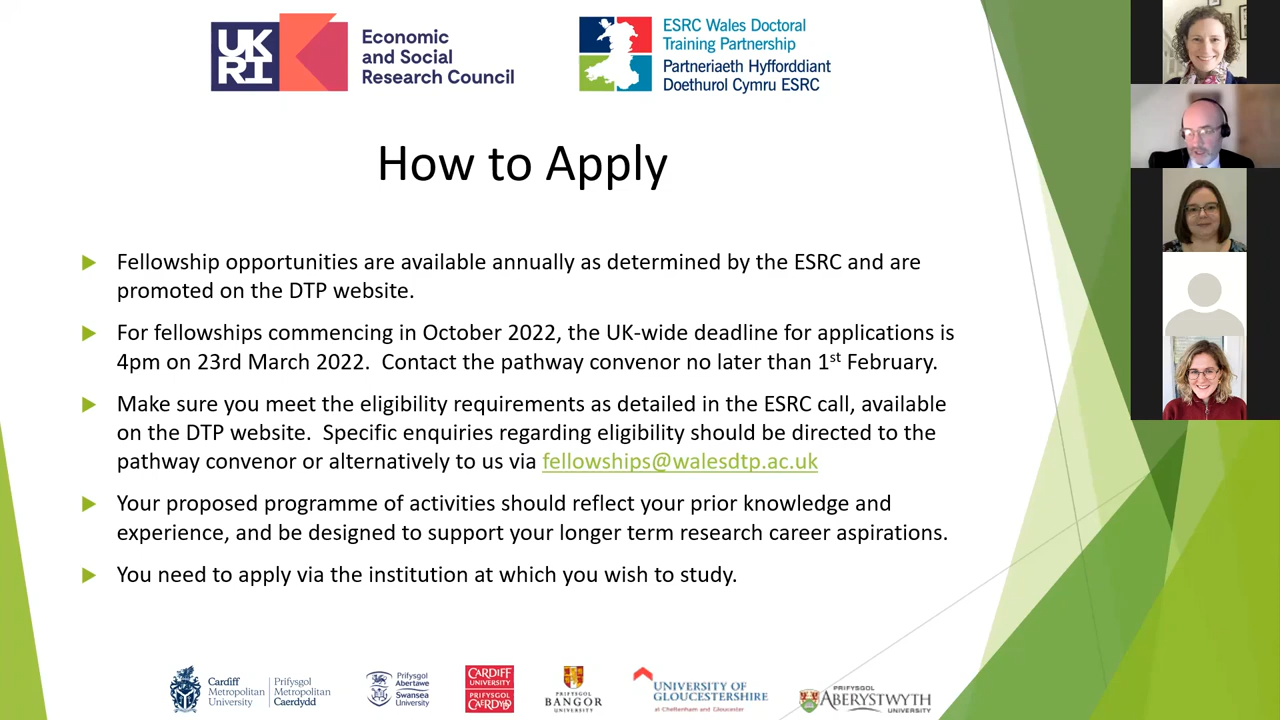 UK
RI
Economic
and Social
Research Council
ESRC Wales Doctoral
Training Partnership
Partneriaeth Hyfforddiant
Doethurol Cymru ESRC
How to Apply
Fellowship opportunities are available annually as determined by the ESRC and are
promoted on the DTP website.
For fellowships commencing in October 2022, the UK-wide deadline for applications is
4pm on 23rd March 2022.  Contact the pathway convenor no later than 1st February.
Make sure you meet the eligibility requirements as detailed in the ESRC call, available
on the DTP website.  Specific enquiries regarding eligibility should be directed to the
pathway convenor or alternatively to us via fellowships@walesdtp.ac.uk
Your proposed programme of activities should reflect your prior knowledge and
experience, and be designed to support your longer term research career aspirations.
You need to apply via the institution at which you wish to study.
Cardiff
Metropolitan
University
Prifysgol
Metropolitan
Caerdydd
Prifysgol
Abertawe
Swansea
University
CARDIFF
UNIVERSITY
PRIFYSGOL
CAERDYDD
PRIFYSGOL
BANGOR
UNIVERSITY
UNIVERSITY OF
GLOUCESTERSHIRE
at Cheltenham and Gloucester
PRIFYSGOL
ABERYSTWYTH
UNIVERSITY